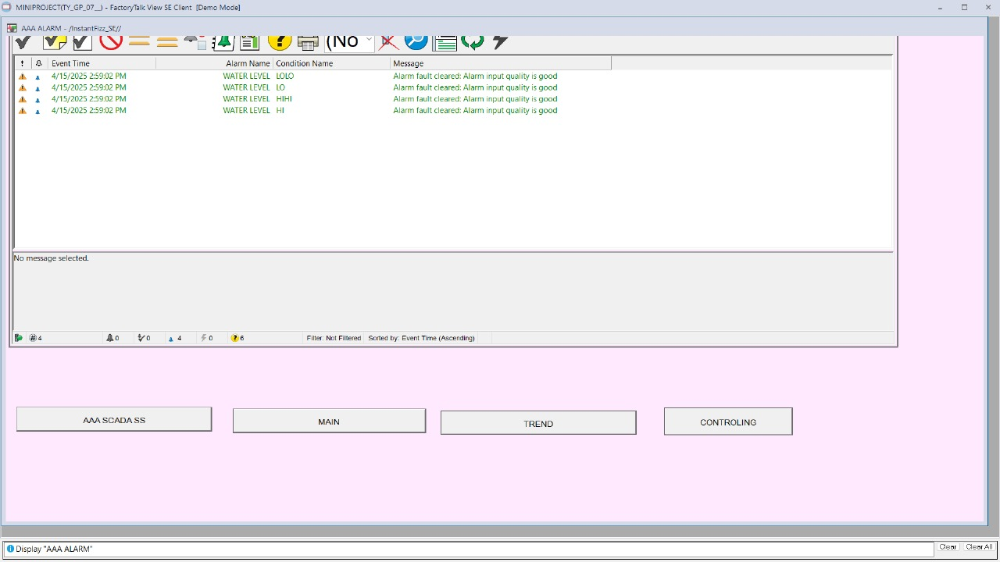 MINIPROJECT(TY_GP_07__) - FactoryTalk View SE Client [Demo Mode]
AAA ALARM - /InstantFizz_SE//
(No
! Event Time Alarm Name Condition Name Message
4/15/2025 2:59:02 PM WATER LEVEL LOLO Alarm fault cleared: Alarm input quality is good
4/15/2025 2:59:02 PM WATER LEVEL LO Alarm fault cleared: Alarm input quality is good
4/15/2025 2:59:02 PM WATER LEVEL HIHI Alarm fault cleared: Alarm input quality is good
4/15/2025 2:59:02 PM WATER LEVEL HI Alarm fault cleared: Alarm input quality is good
No message selected.
# 4 0 0 4 0 ? 6 Filter: Not Filtered Sorted by: Event Time (Ascending)
AAA SCADA SS MAIN TREND CONTROLING
Display "AAA ALARM" Clear Clear All